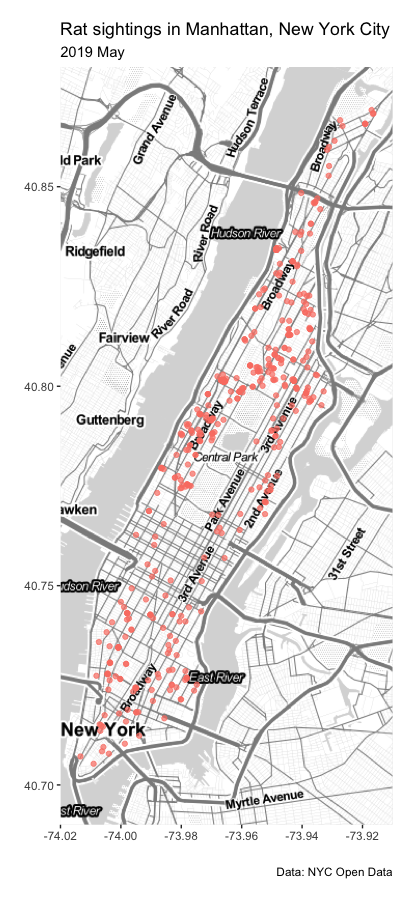 Rat sightings in Manhattan, New York City
2019 May
Hudson Terrace
Grand Avenue
Broadway
ld Park
40.85
River Road
Hudson River
Ridgefield
Broadway
River Road
Fairview
enue
40.80
Guttenberg
Broadway
3rd Avenue
Central Park
Park Avenue
2nd Avenue
awken
31st Street
3rd Avenue
40.75
udson River
East River
Broadway
New York
40.70
Myrtle Avenue
st River
-74.02
-74.00
-73.98
-73.96
-73.94
-73.92
Data: NYC Open Data